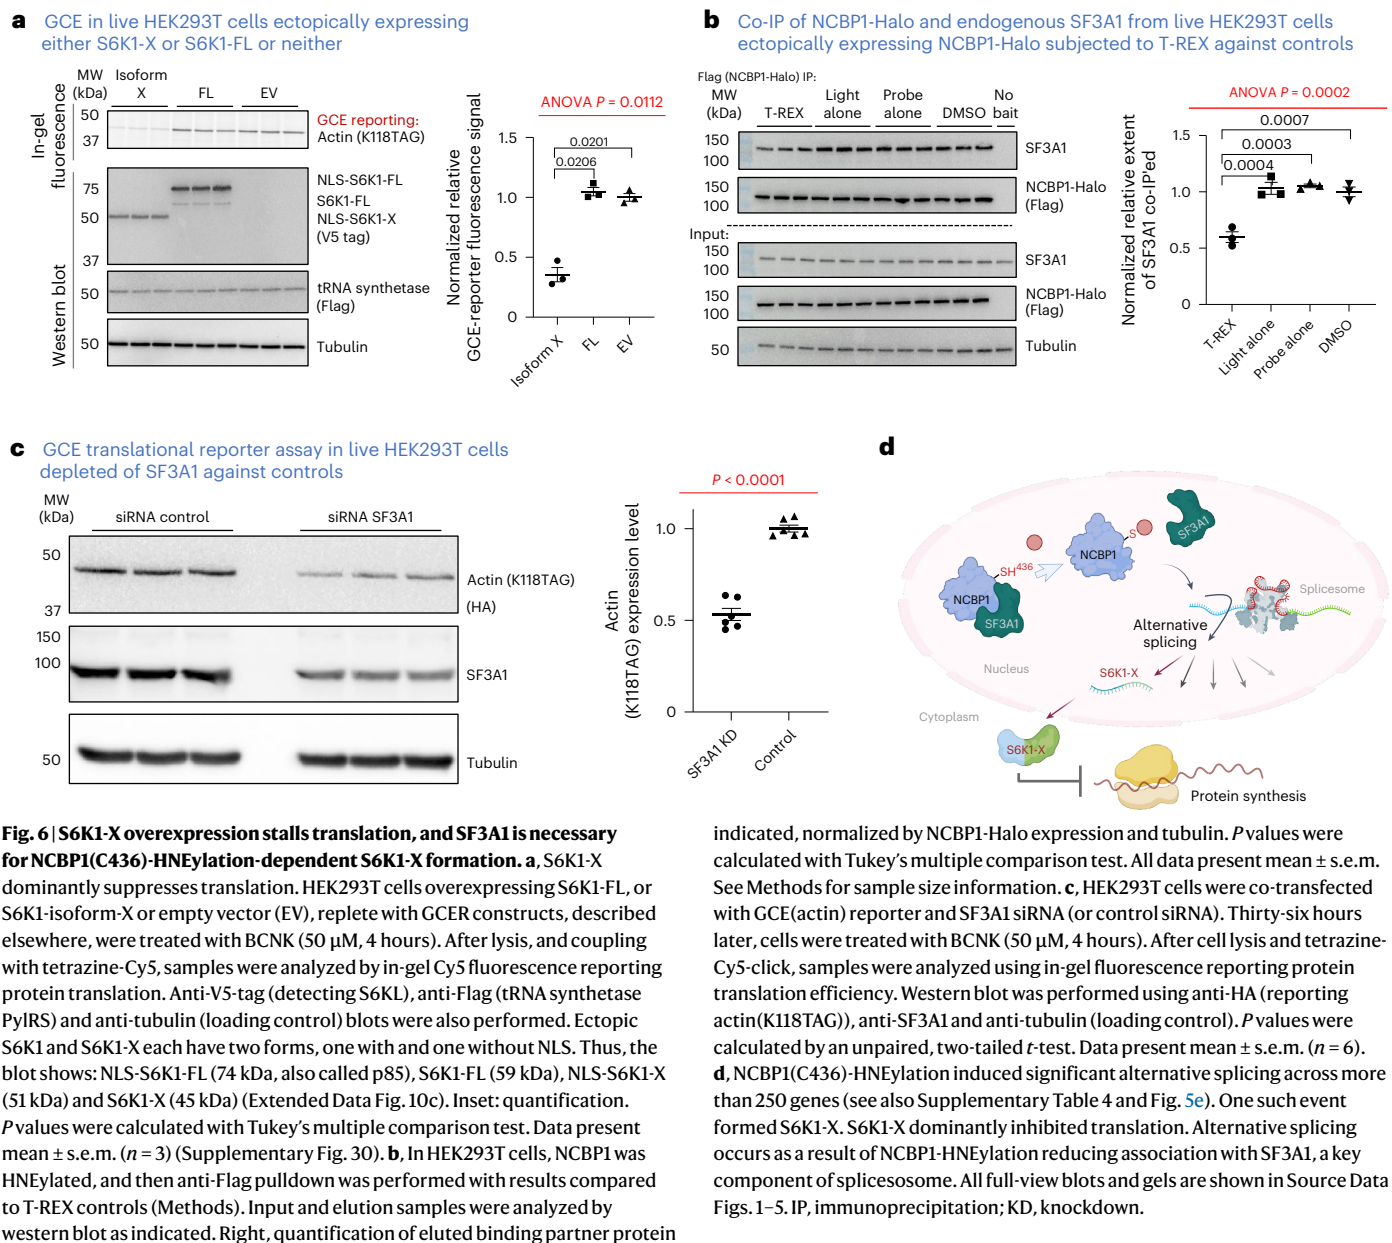 a GCE in live HEK293T cells ectopically expressing
either S6K1-X or S6K1-FL or neither
MW
(kDa)
Isoform
X FL EV
In-gel
fluorescence
50
37
GCE reporting:
Actin (K118TAG)
Western blot
75
50
37
NLS-S6K1-FL
S6K1-FL
NLS-S6K1-X
(V5 tag)
50
tRNA synthetase
(Flag)
50
Tubulin
ANOVA P = 0.0112
Normalized relative
GCE-reporter fluorescence signal
1.5
1.0
0.5
0
0.0201
0.0206
Isoform X
FL
EV
b Co-IP of NCBP1-Halo and endogenous SF3A1 from live HEK293T cells
ectopically expressing NCBP1-Halo subjected to T-REX against controls
Flag (NCBP1-Halo) IP:
MW
(kDa)
T-REX
Light
alone
Probe
alone
DMSO
No
bait
150
100
SF3A1
150
100
NCBP1-Halo
(Flag)
Input:
150
100
SF3A1
150
100
NCBP1-Halo
(Flag)
50
Tubulin
ANOVA P = 0.0002
Normalized relative extent
of SF3A1 co-IP'ed
1.5
1.0
0.5
0
0.0007
0.0003
0.0004
T-REX
Light alone
Probe alone
DMSO
c GCE translational reporter assay in live HEK293T cells
depleted of SF3A1 against controls
MW
(kDa)
siRNA control
siRNA SF3A1
50
37
Actin (K118TAG)
(HA)
150
100
SF3A1
50
Tubulin
P < 0.0001
Actin
(K118TAG) expression level
1.0
0.5
0
SF3A1 KD
Control
d
NCBP1
SH436
SF3A1
NCBP1
S
SF3A1
Splicesome
Alternative
splicing
Nucleus
S6K1-X
Cytoplasm
S6K1-X
Protein synthesis
Fig. 6 | S6K1-X overexpression stalls translation, and SF3A1 is necessary
for NCBP1(C436)-HNEylation-dependent S6K1-X formation. a, S6K1-X
dominantly suppresses translation. HEK293T cells overexpressing S6K1-FL, or
S6K1-isoform-X or empty vector (EV), replete with GCER constructs, described
elsewhere, were treated with BCNK (50 μM, 4 hours). After lysis, and coupling
with tetrazine-Cy5, samples were analyzed by in-gel Cy5 fluorescence reporting
protein translation. Anti-V5-tag (detecting S6KL), anti-Flag (tRNA synthetase
PylRS) and anti-tubulin (loading control) blots were also performed. Ectopic
S6K1 and S6K1-X each have two forms, one with and one without NLS. Thus, the
blot shows: NLS-S6K1-FL (74 kDa, also called p85), S6K1-FL (59 kDa), NLS-S6K1-X
(51 kDa) and S6K1-X (45 kDa) (Extended Data Fig. 10c). Inset: quantification.
P values were calculated with Tukey's multiple comparison test. Data present
mean ± s.e.m. (n = 3) (Supplementary Fig. 30). b, In HEK293T cells, NCBP1 was
HNEylated, and then anti-Flag pulldown was performed with results compared
to T-REX controls (Methods). Input and elution samples were analyzed by
western blot as indicated. Right, quantification of eluted binding partner protein
indicated, normalized by NCBP1-Halo expression and tubulin. P values were
calculated with Tukey's multiple comparison test. All data present mean ± s.e.m.
See Methods for sample size information. c, HEK293T cells were co-transfected
with GCE(actin) reporter and SF3A1 siRNA (or control siRNA). Thirty-six hours
later, cells were treated with BCNK (50 μM, 4 hours). After cell lysis and tetrazine-
Cy5-click, samples were analyzed using in-gel fluorescence reporting protein
translation efficiency. Western blot was performed using anti-HA (reporting
actin(K118TAG)), anti-SF3A1 and anti-tubulin (loading control). P values were
calculated by an unpaired, two-tailed t-test. Data present mean ± s.e.m. (n = 6).
d, NCBP1(C436)-HNEylation induced significant alternative splicing across more
than 250 genes (see also Supplementary Table 4 and Fig. 5e). One such event
formed S6K1-X. S6K1-X dominantly inhibited translation. Alternative splicing
occurs as a result of NCBP1-HNEylation reducing association with SF3A1, a key
component of splicesosome. All full-view blots and gels are shown in Source Data
Figs. 1–5. IP, immunoprecipitation; KD, knockdown.